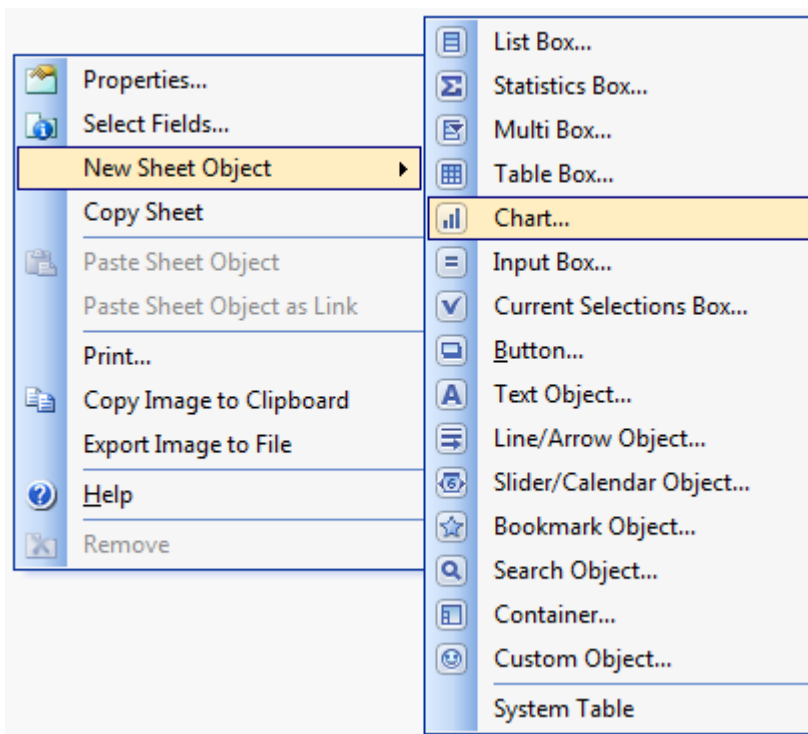 Properties...
Select Fields...
New Sheet Object
Copy Sheet
Paste Sheet Object
Paste Sheet Object as Link
Print...
Copy Image to Clipboard
Export Image to File
Help
Remove
List Box...
Statistics Box...
Multi Box...
Table Box...
Chart...
Input Box...
Current Selections Box...
Button...
Text Object...
Line/Arrow Object...
Slider/Calendar Object...
Bookmark Object...
Search Object...
Container...
Custom Object...
System Table